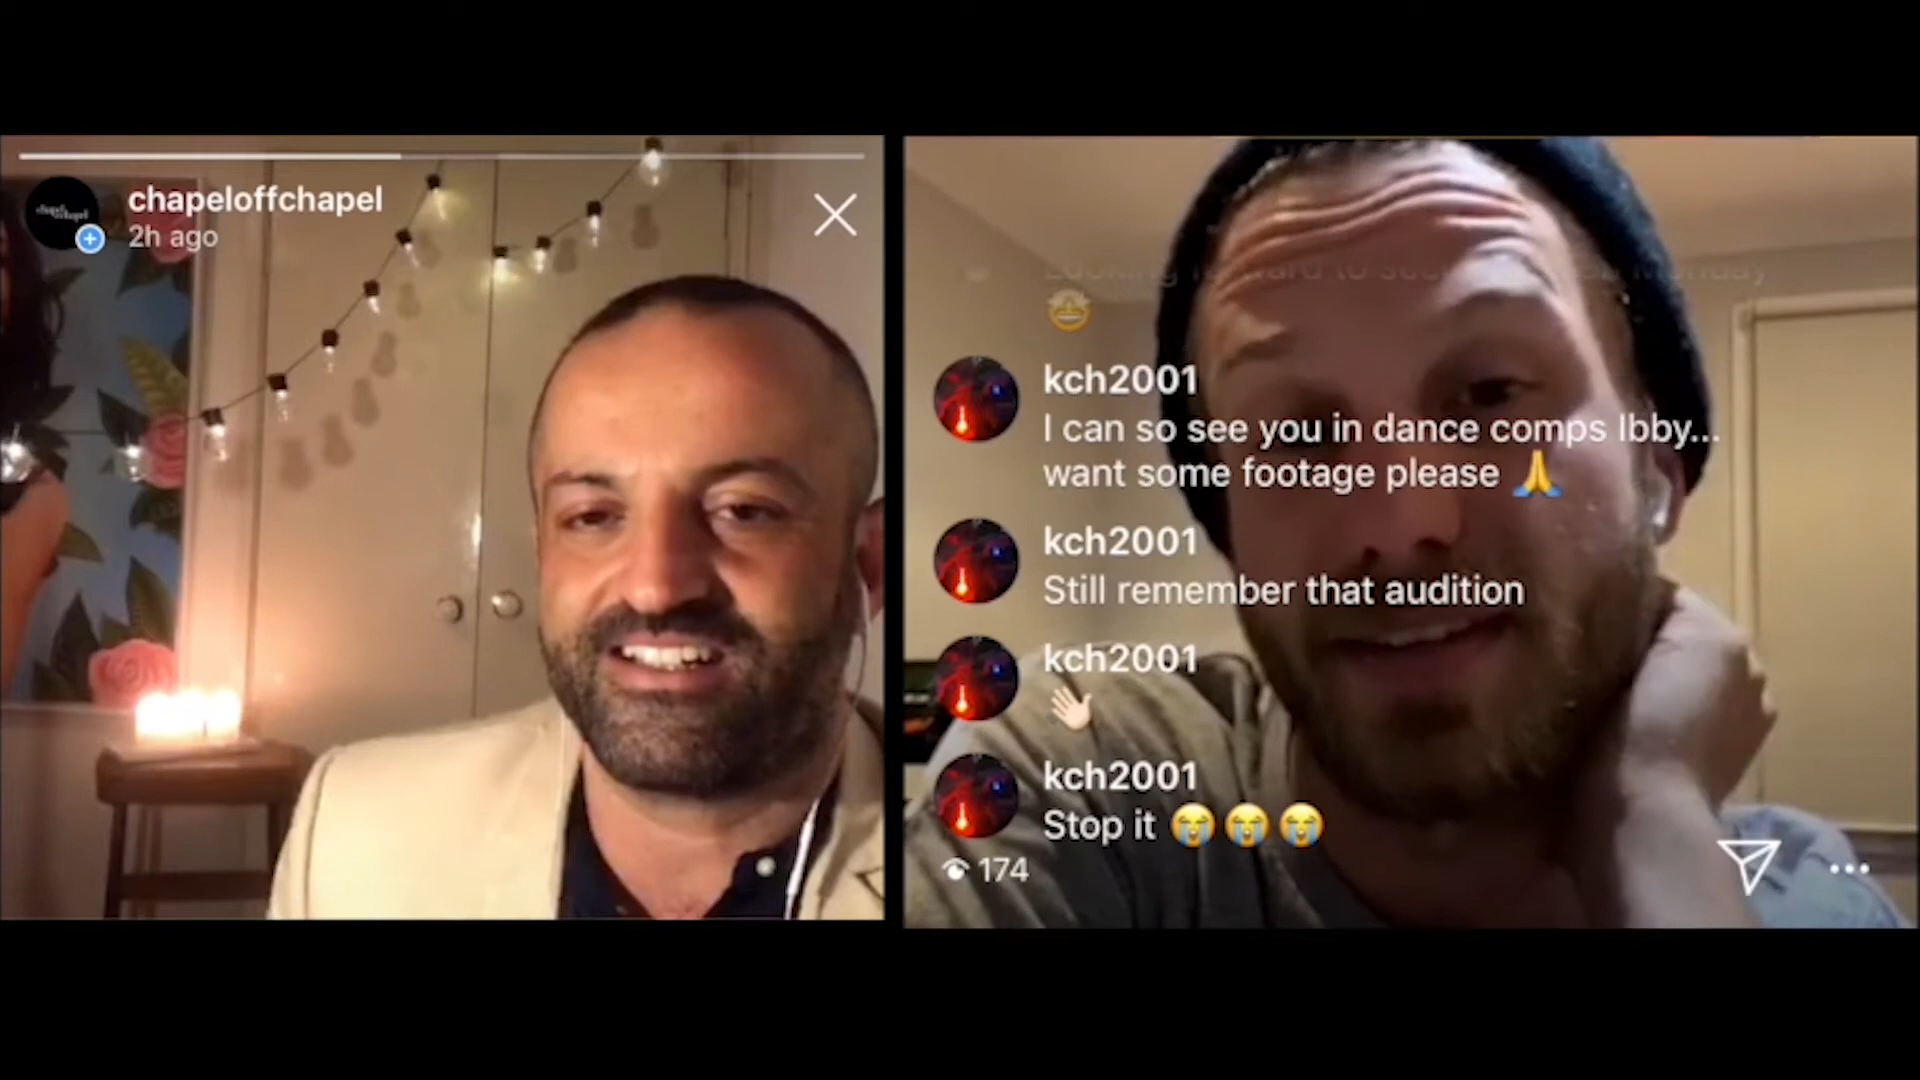 chapeloffchapel
2h ago
kch2001
I can so see you in dance comps Ibby...
want some footage please 🙏
kch2001
Still remember that audition
kch2001
👋🏻
kch2001
Stop it 😭😭😭
174